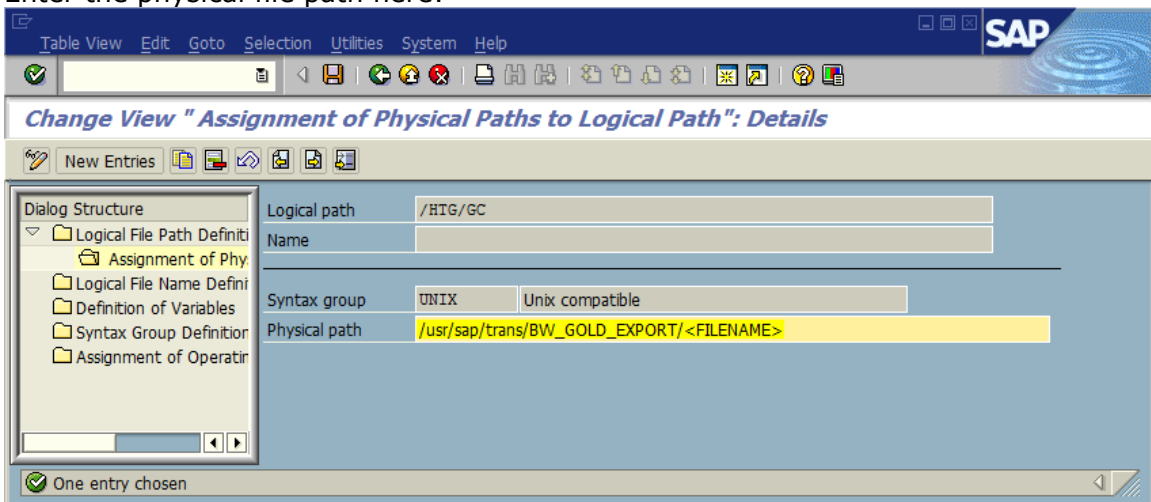 Enter the physical file path here:
Table View Edit Goto Selection Utilities System Help
SAP
Change View " Assignment of Physical Paths to Logical Path": Details
New Entries
Dialog Structure
Logical File Path Definiti
Assignment of Phy
Logical File Name Defini
Definition of Variables
Syntax Group Definition
Assignment of Operatin
Logical path /HTG/GC
Name
Syntax group UNIX Unix compatible
Physical path /usr/sap/trans/BW_GOLD_EXPORT/<FILENAME>
One entry chosen